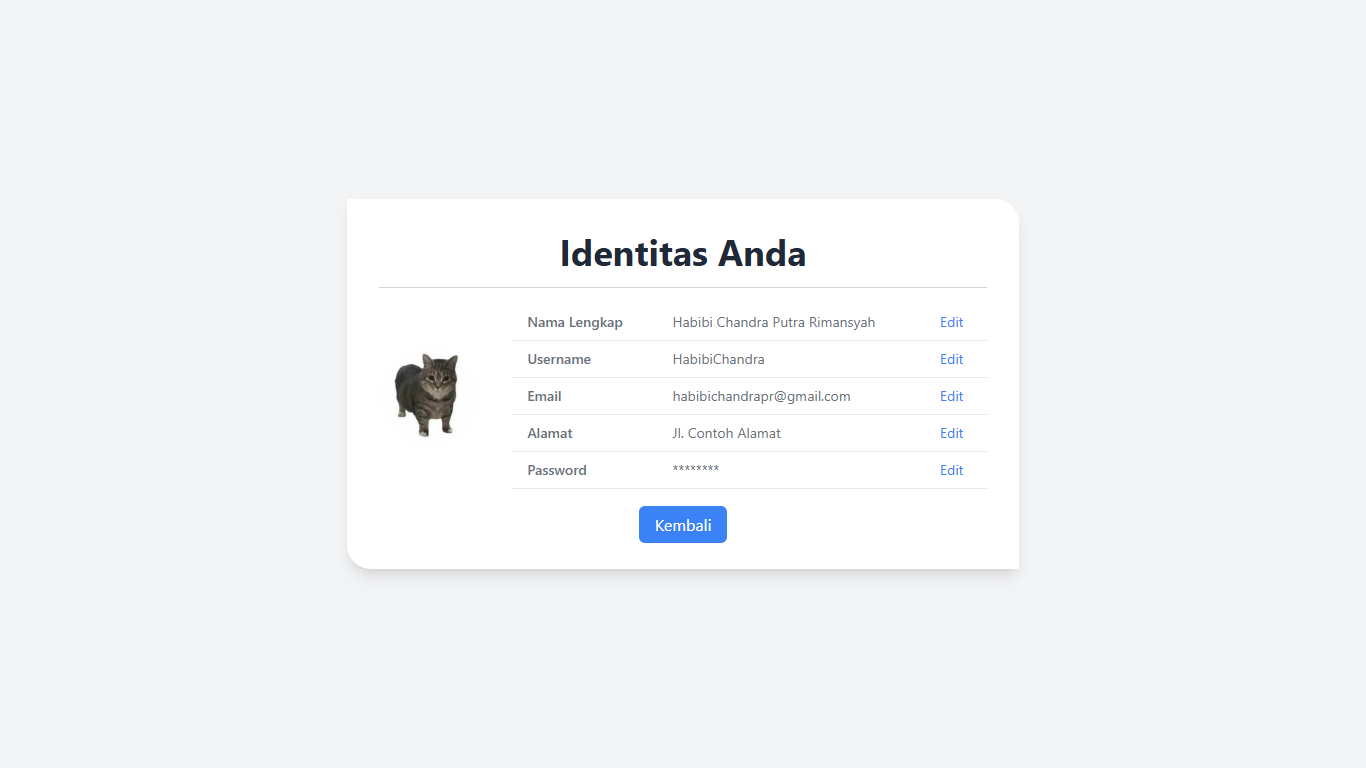 Identitas Anda
Nama Lengkap Habibi Chandra Putra Rimansyah Edit
Username HabibiChandra Edit
Email habibichandrapr@gmail.com Edit
Alamat Jl. Contoh Alamat Edit
Password ******** Edit
Kembali